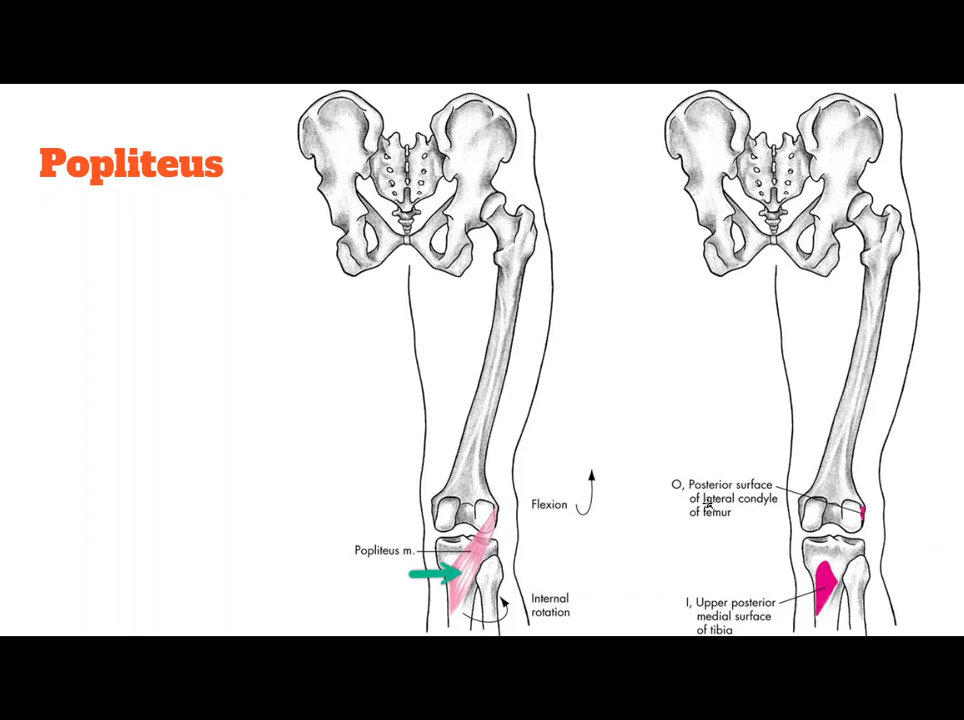 Popliteus
Flexion
Popliteus m.
Internal
rotation
O, Posterior surface
of lateral condyle
of femur
I, Upper posterior
medial surface
of tibia